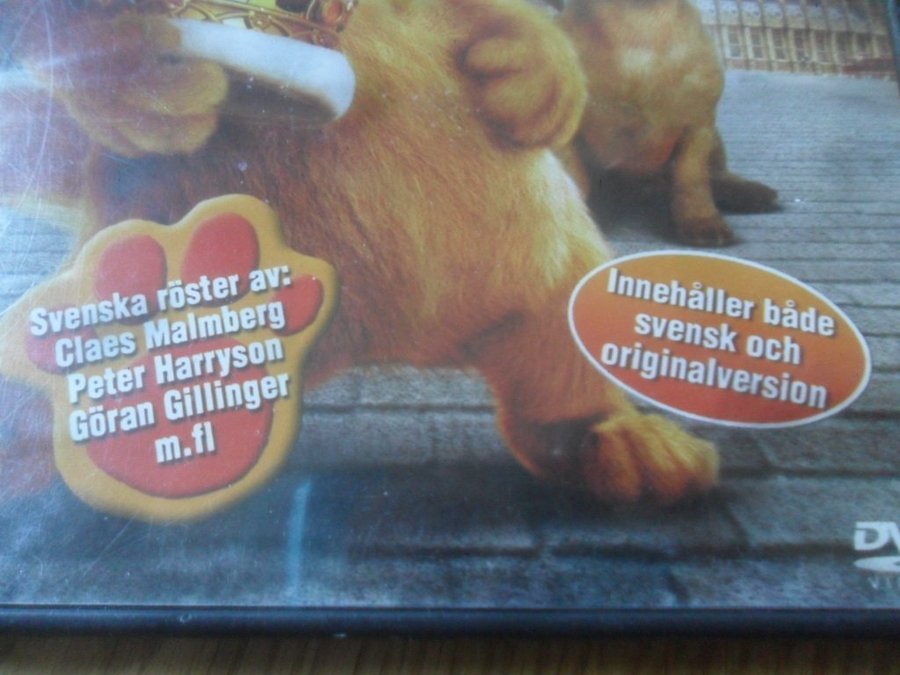 Svenska röster av:
Claes Malmberg
Peter Harryson
Göran Gillinger
m.fl
Innehåller både
svensk och
originalversion